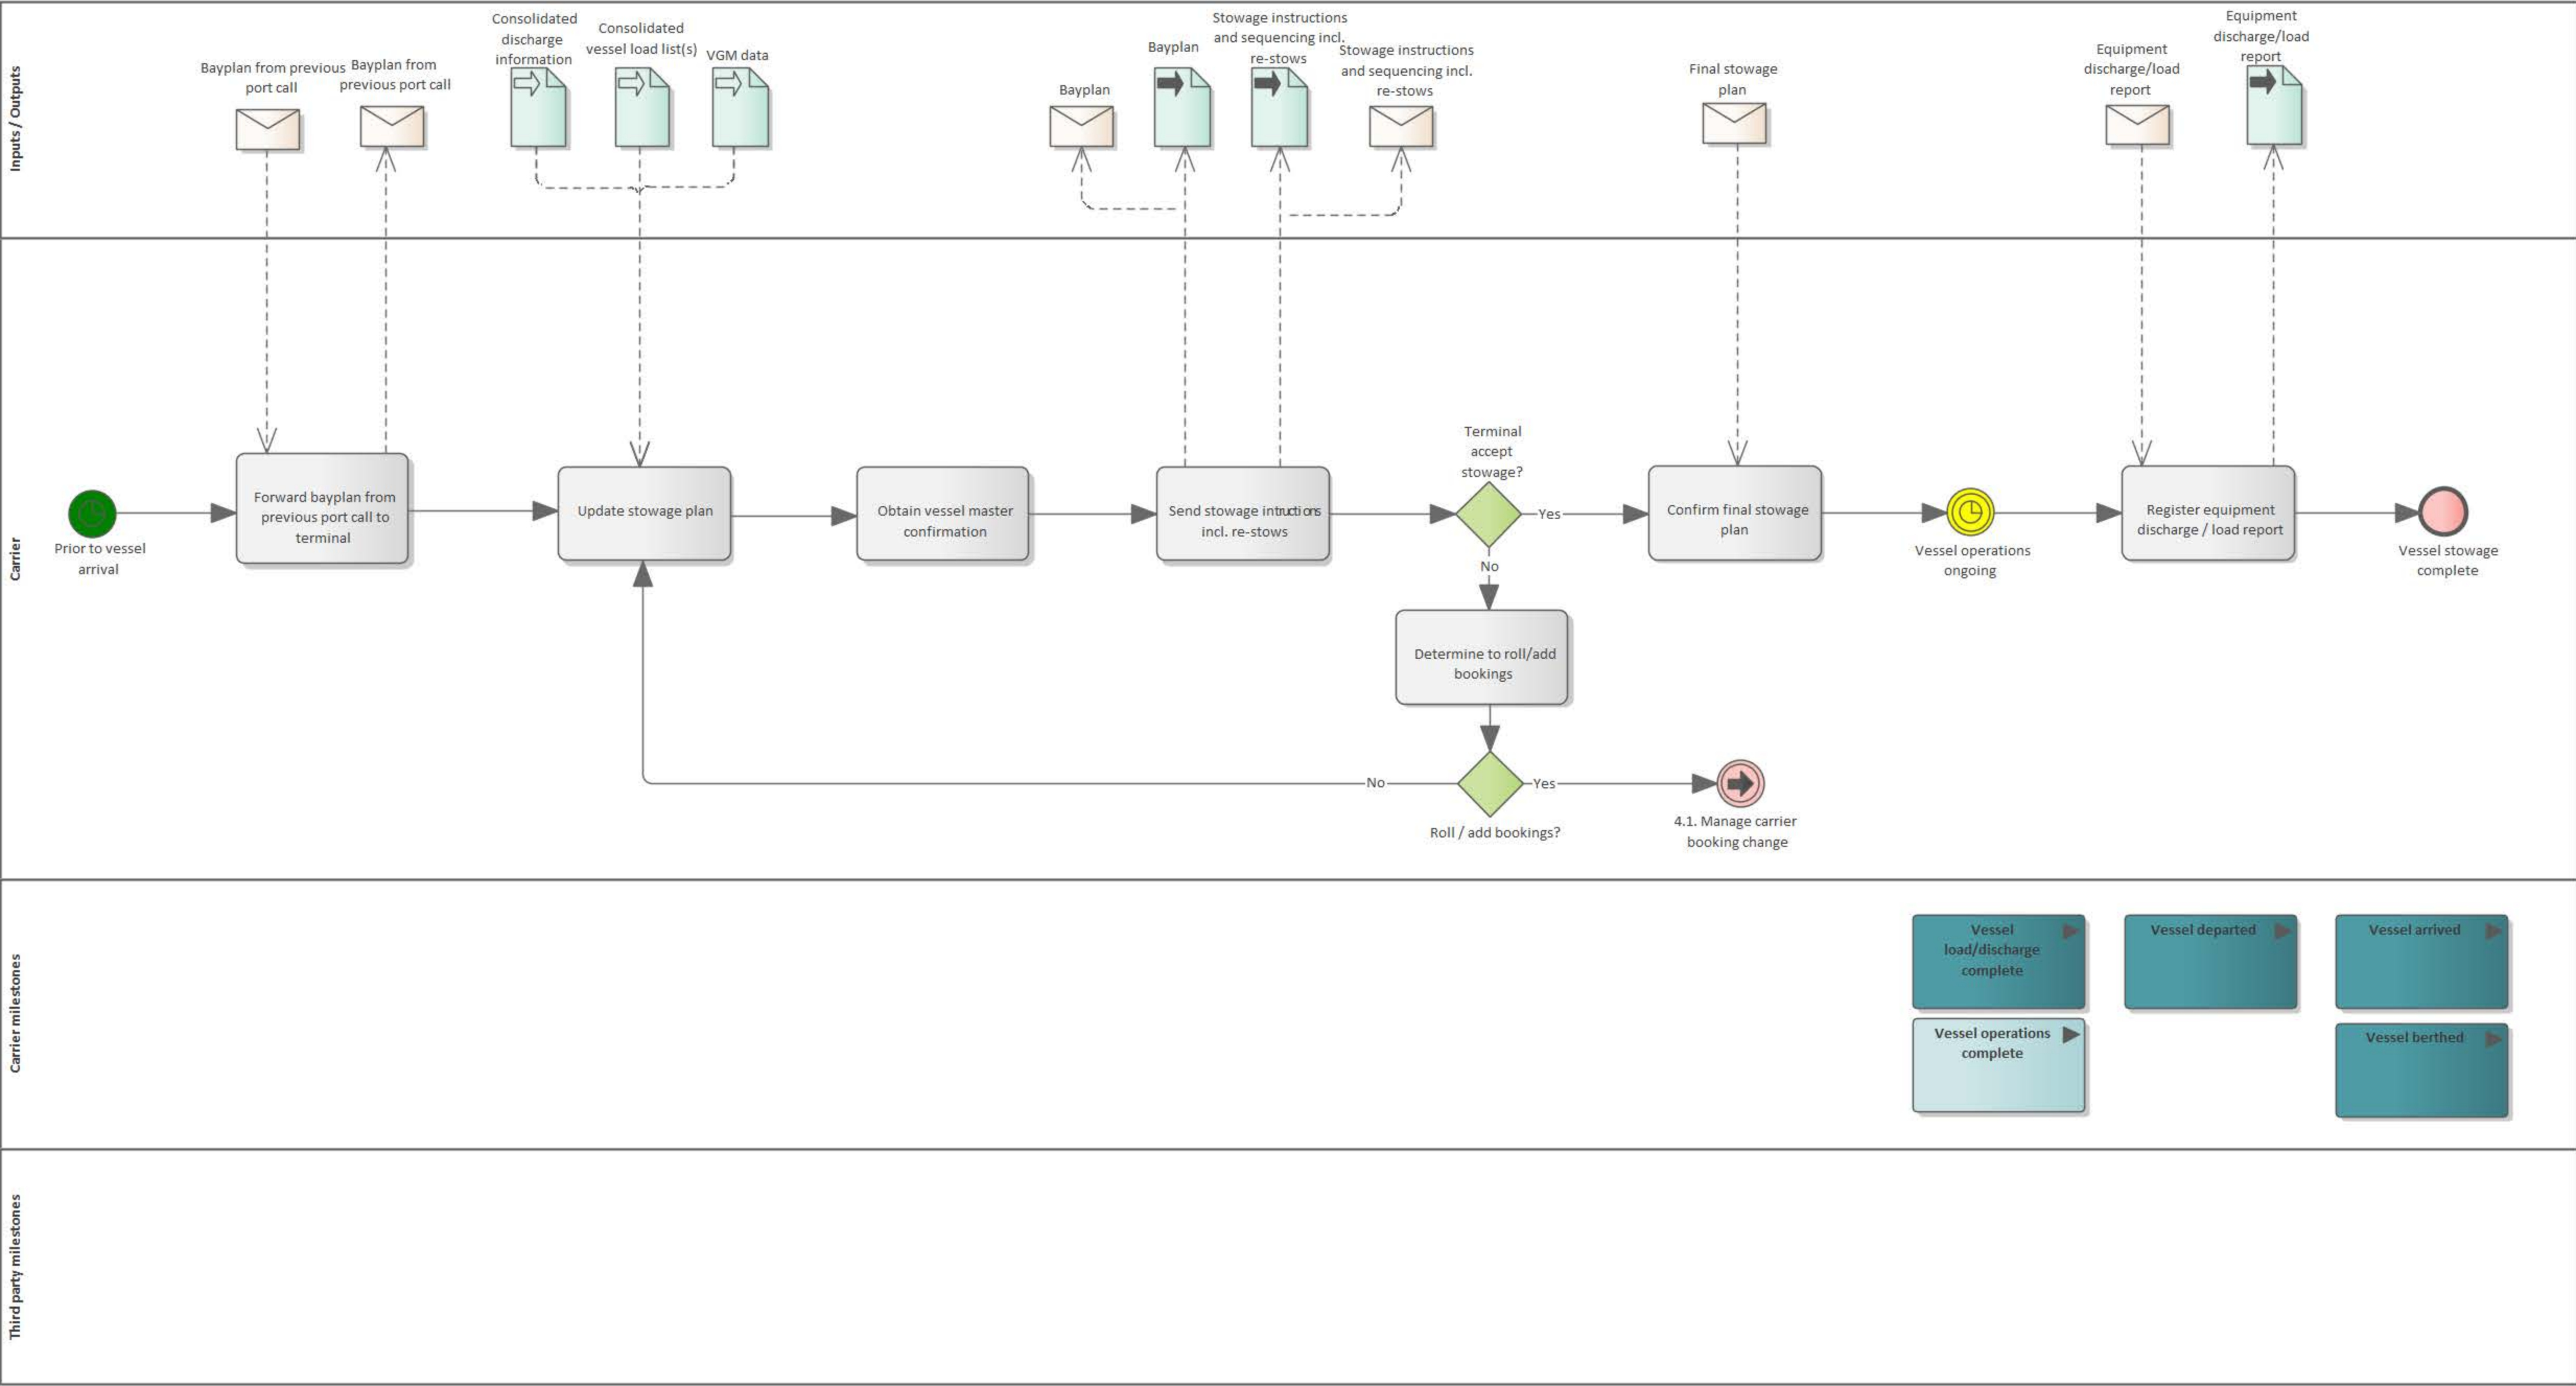 Inputs / Outputs
Bayplan from previous
port call
Bayplan from
previous port call
Consolidated
discharge
information
Consolidated
vessel load list(s)
VGM data
Bayplan
Bayplan
Stowage instructions
and sequencing incl.
re-stows
Stowage instructions
and sequencing incl.
re-stows
Final stowage
plan
Equipment
discharge/load
report
Equipment
discharge/load
report
Carrier
Prior to vessel
arrival
Forward bayplan from
previous port call to
terminal
Update stowage plan
Obtain vessel master
confirmation
Send stowage intructions
incl. re-stows
Terminal
accept
stowage?
Yes
No
Confirm final stowage
plan
Vessel operations
ongoing
Register equipment
discharge / load report
Vessel stowage
complete
Determine to roll/add
bookings
No
Yes
Roll / add bookings?
4.1. Manage carrier
booking change
Carrier milestones
Vessel
load/discharge
complete
Vessel departed
Vessel arrived
Vessel operations
complete
Vessel berthed
Third party milestones